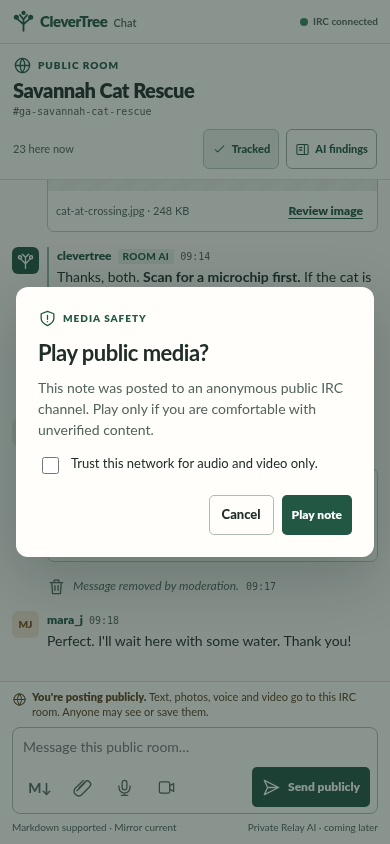 CleverTree Chat
IRC connected
PUBLIC ROOM
Savannah Cat Rescue
#ga-savannah-cat-rescue
23 here now
Tracked
AI findings
cat-at-crossing.jpg · 248 KB
Review image
clevertree ROOM AI 09:14
Thanks, both. Scan for a microchip first. If the cat is
MEDIA SAFETY
Play public media?
This note was posted to an anonymous public IRC
channel. Play only if you are comfortable with
unverified content.
Trust this network for audio and video only.
Cancel
Play note
Message removed by moderation. 09:17
MJ
mara_j 09:18
Perfect. I'll wait here with some water. Thank you!
You're posting publicly. Text, photos, voice and video go to this IRC
room. Anyone may see or save them.
Message this public room...
M↓
Send publicly
Markdown supported · Mirror current
Private Relay AI · coming later